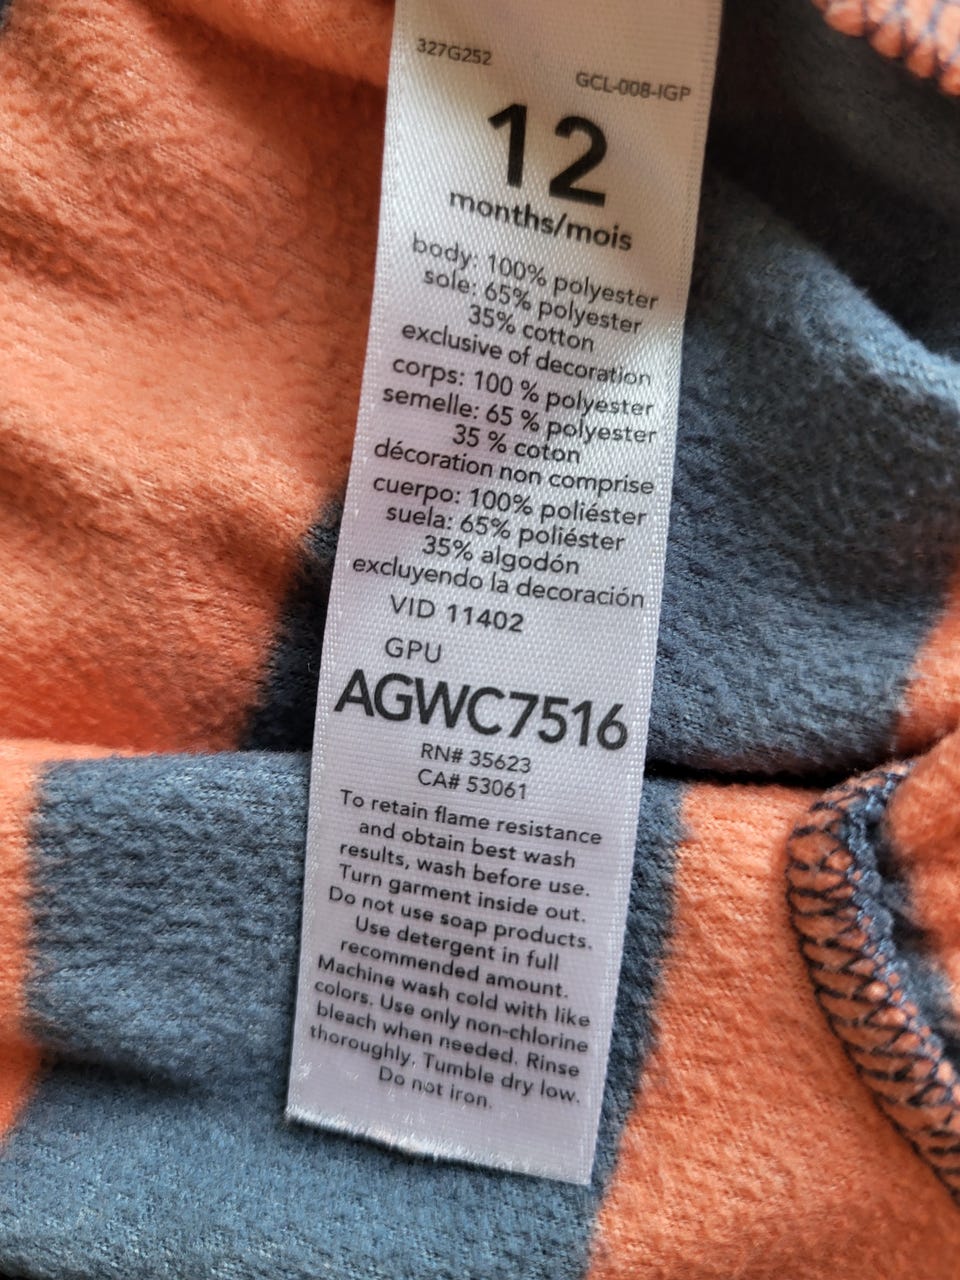 327G252
GCL-008-IGP
12
months/mois
body: 100% polyester
sole: 65% polyester
35% cotton
exclusive of decoration
corps: 100 % polyester
semelle: 65 % polyester
35 % coton
décoration non comprise
cuerpo: 100% poliéster
suela: 65% poliéster
35% algodón
excluyendo la decoración
VID 11402
GPU
AGWC7516
RN# 35623
CA# 53061
To retain flame resistance
and obtain best wash
results, wash before use.
Turn garment inside out.
Do not use soap products.
Use detergent in full
recommended amount.
Machine wash cold with like
colors. Use only non-chlorine
bleach when needed. Rinse
thoroughly. Tumble dry low.
Do not iron.